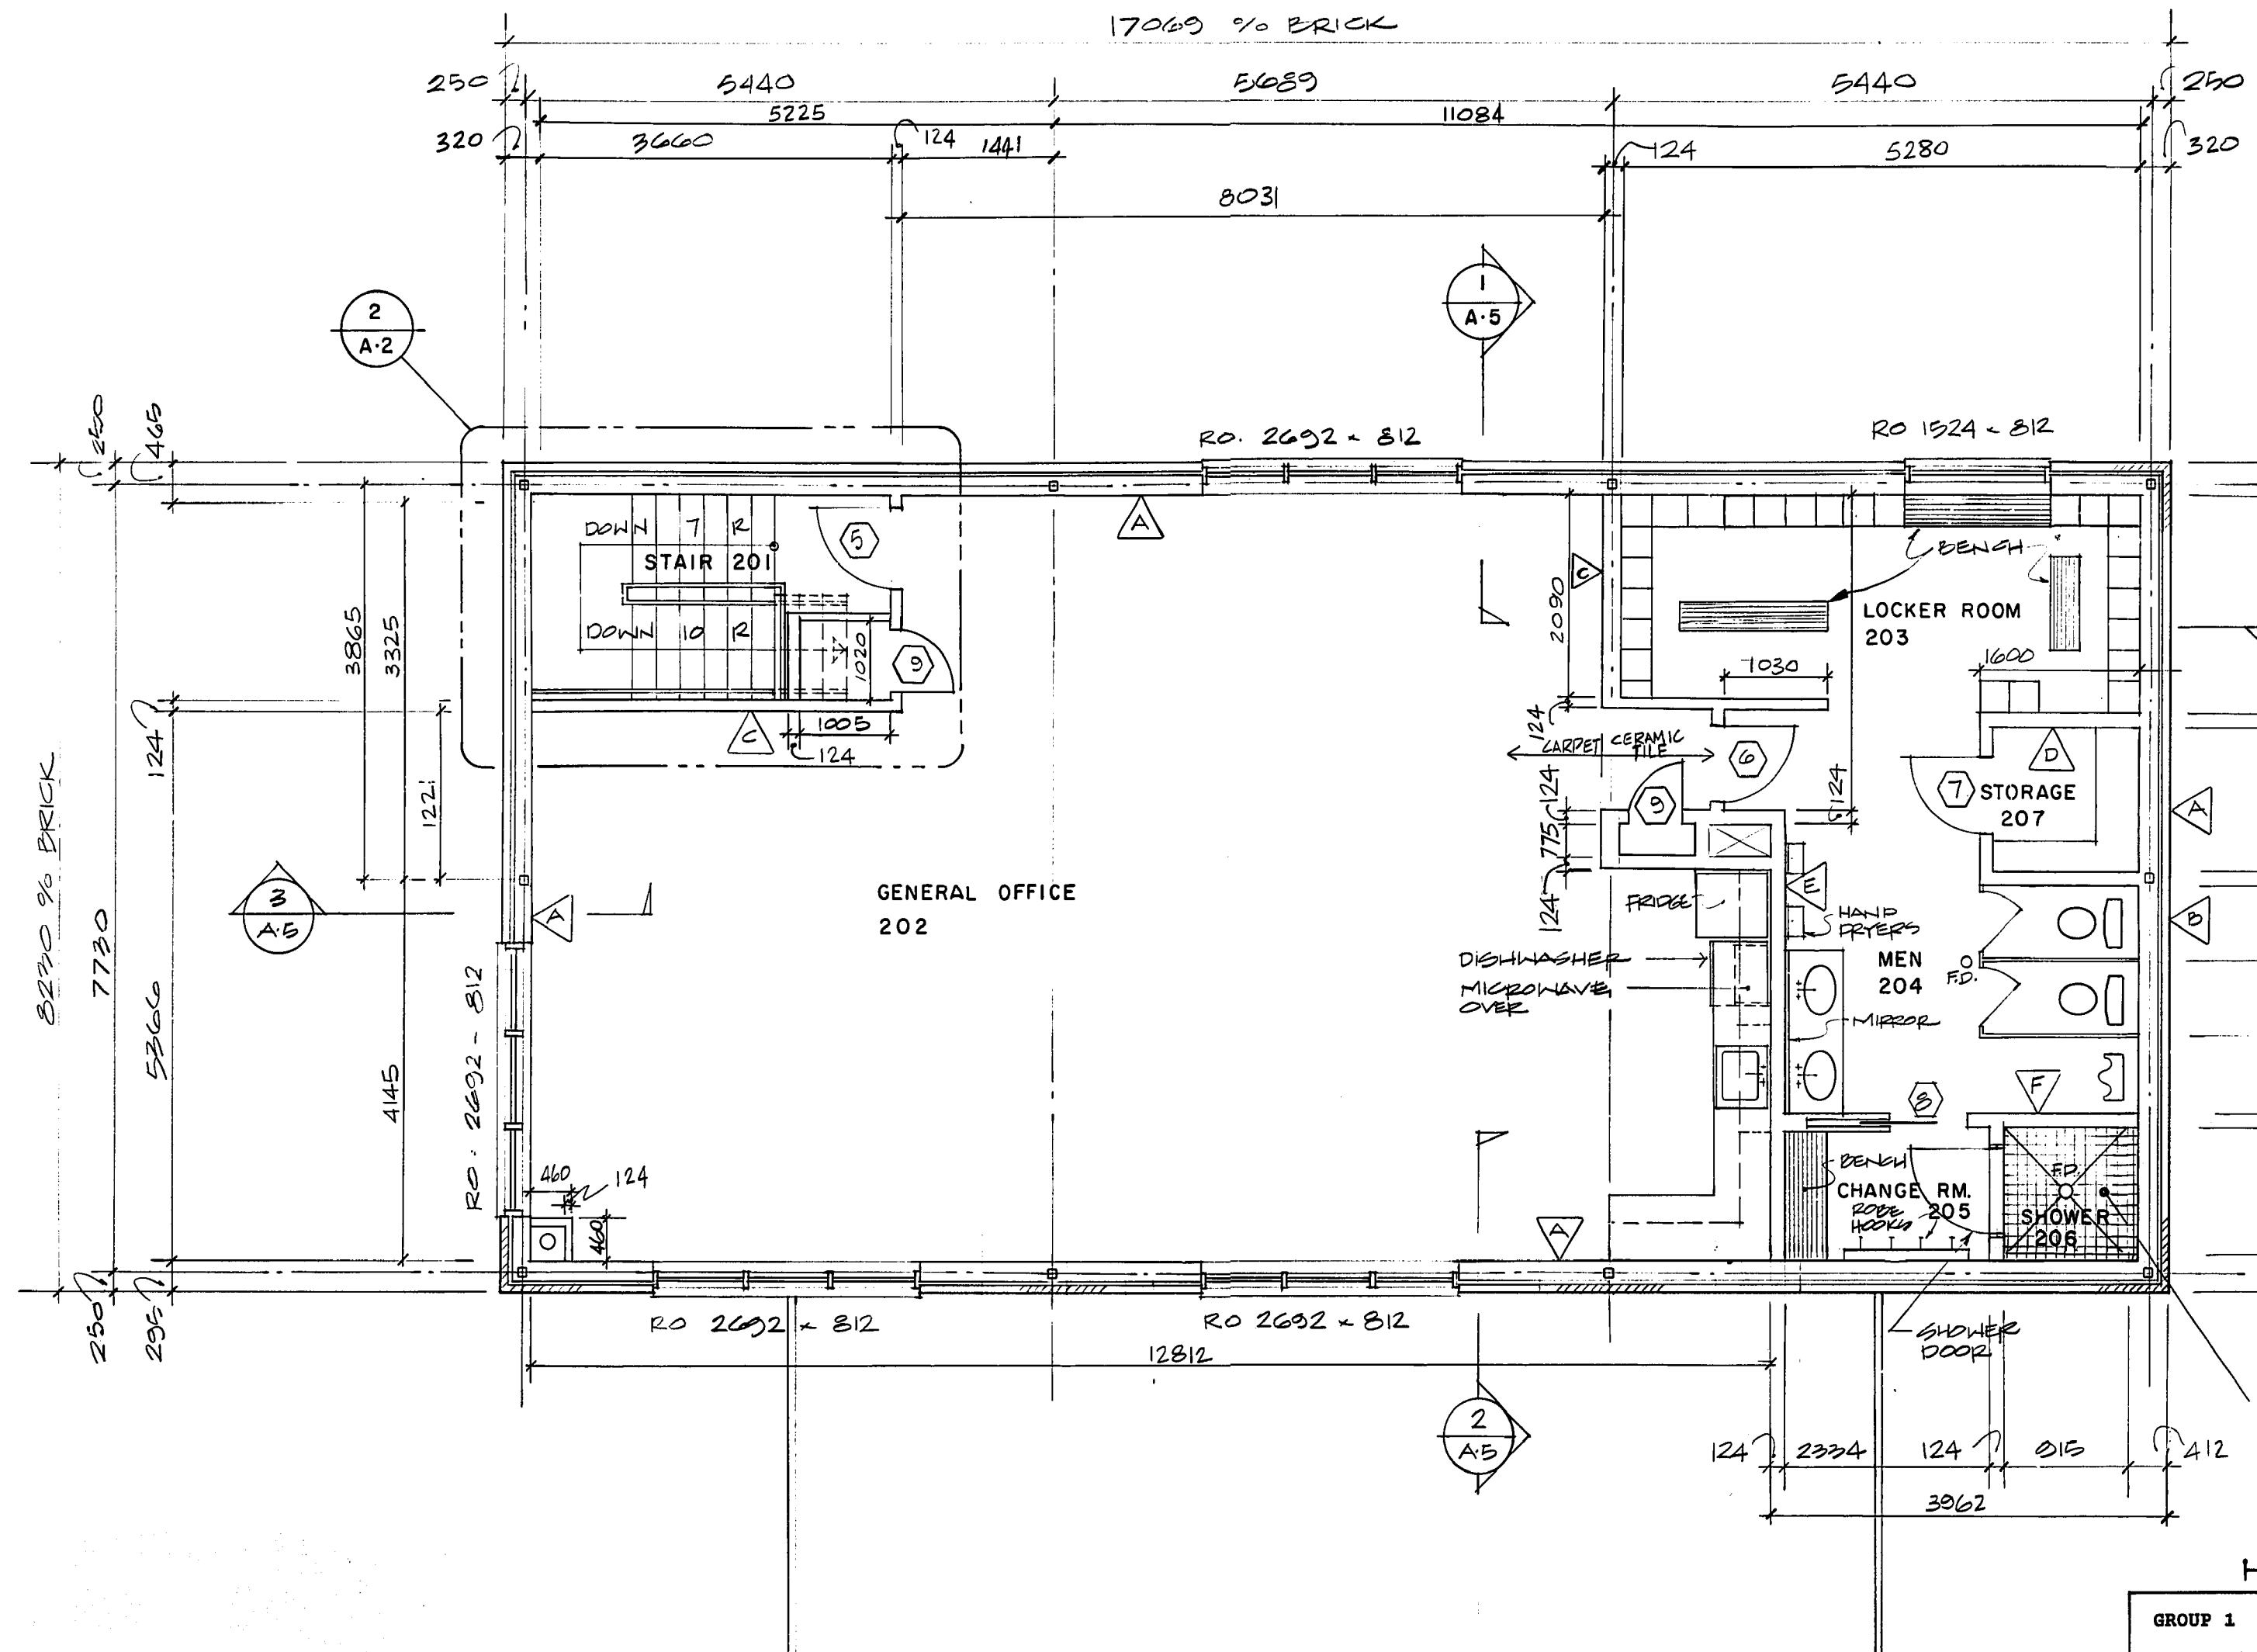 17069 % BRICK
250 5440 5689 5440 250
5225 11084
320 3660 124 1441 124 5280 320
8031
2
A·2
1
A·5
250
465
RO. 2692 x 812
RO 1524 x 812
DOWN 7 R
5
A
STAIR 201
BENCH
C
3865
3325
2090
LOCKER ROOM
203
DOWN 10 R
1020
9
1030
1600
124
C
1005
124
124
CARPET CERAMIC
TILE
6
D
1221
8230 % BRICK
124
124
7 STORAGE
207
A
9
775
3
A·5
A
GENERAL OFFICE
202
124
FRIDGE
E
HAND
DRYERS
B
7730
5366
DISHWASHER
MICROWAVE
OVER
MEN
204
F.D.
MIRROR
RO. 2692 - 812
4145
8
F
460
124
460
BENCH
CHANGE RM.
205
ROBE
HOOKS
F.D.
SHOWER
206
A
250
295
RO 2692 x 812
RO 2692 x 812
SHOWER
DOOR
12812
2
A·5
124 2334 124 915 412
3962
GROUP 1